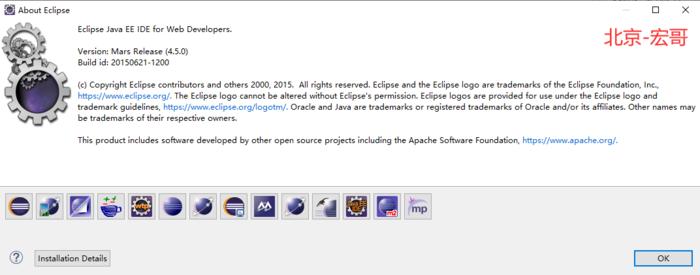 About Eclipse
Eclipse Java EE IDE for Web Developers.
北京-宏哥
Version: Mars Release (4.5.0)
Build id: 20150621-1200
(c) Copyright Eclipse contributors and others 2000, 2015.  All rights reserved. Eclipse and the Eclipse logo are trademarks of the Eclipse Foundation, Inc.,
https://www.eclipse.org/. The Eclipse logo cannot be altered without Eclipse's permission. Eclipse logos are provided for use under the Eclipse logo and
trademark guidelines, https://www.eclipse.org/logotm/. Oracle and Java are trademarks or registered trademarks of Oracle and/or its affiliates. Other names may
be trademarks of their respective owners.
This product includes software developed by other open source projects including the Apache Software Foundation, https://www.apache.org/.
wtp
m2
mp
?
Installation Details
OK